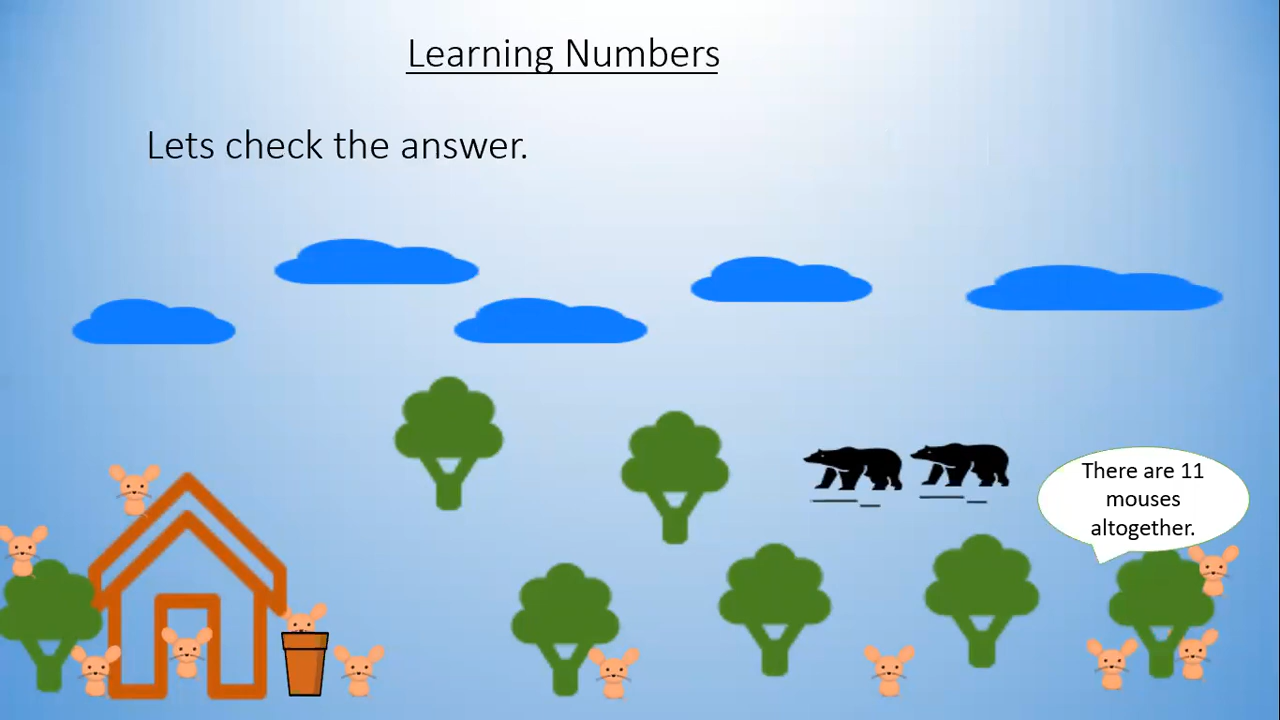 Learning Numbers
Lets check the answer.
There are 11
mouses
altogether.